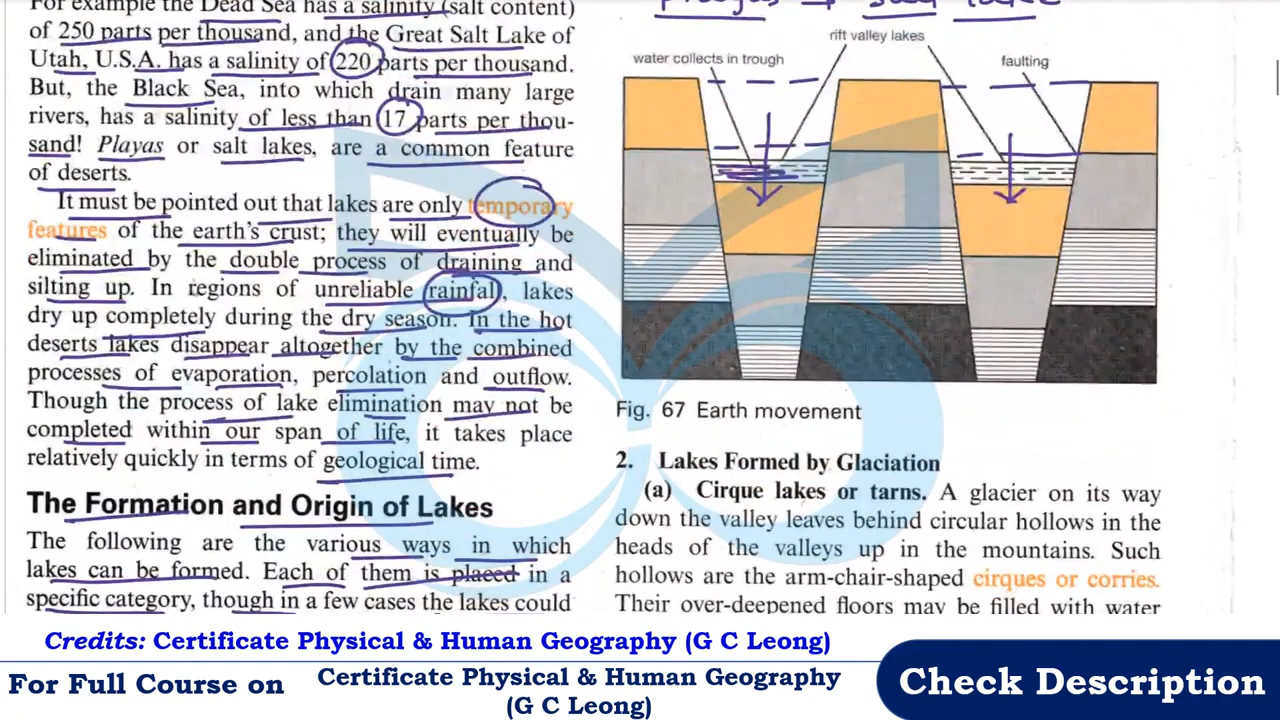 For example the Dead Sea has a salinity (salt content)
of 250 parts per thousand, and the Great Salt Lake of
Utah, U.S.A. has a salinity of 220 parts per thousand.
But, the Black Sea, into which drain many large
rivers, has a salinity of less than 17 parts per thou-
sand! Playas or salt lakes, are a common feature
of deserts.
It must be pointed out that lakes are only temporary
features of the earth's crust; they will eventually be
eliminated by the double process of draining and
silting up. In regions of unreliable rainfal, lakes
dry up completely during the dry season. In the hot
deserts lakes disappear altogether by the combined
processes of evaporation, percolation and outflow.
Though the process of lake elimination may not be
completed within our span of life, it takes place
relatively quickly in terms of geological time.
The Formation and Origin of Lakes
The following are the various ways in which
lakes can be formed. Each of them is placed in a
specific category, though in a few cases the lakes could
rift valley lakes
water collects in trough
faulting
Fig. 67 Earth movement
2. Lakes Formed by Glaciation
(a) Cirque lakes or tarns. A glacier on its way
down the valley leaves behind circular hollows in the
heads of the valleys up in the mountains. Such
hollows are the arm-chair-shaped cirques or corries.
Their over-deepened floors may be filled with water
Credits: Certificate Physical & Human Geography (G C Leong)
For Full Course on
Certificate Physical & Human Geography
(G C Leong)
Check Description